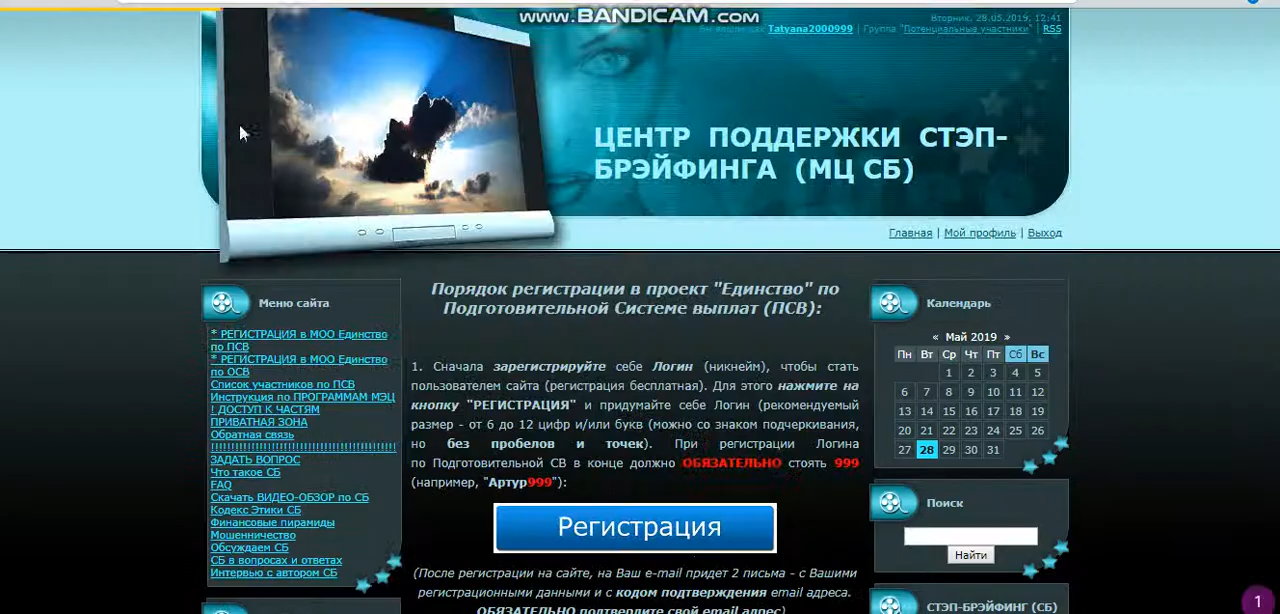 www.BANDICAM.com
Вторник, 28.05.2019, 12:41
Вы вошли как Tatyana2000999 | Группа "Потенциальные участники" | RSS
ЦЕНТР ПОДДЕРЖКИ СТЭП-
БРЭЙФИНГА (МЦ СБ)
Главная | Мой профиль | Выход
Меню сайта
* РЕГИСТРАЦИЯ в МОО Единство
по ПСВ
* РЕГИСТРАЦИЯ в МОО Единство
по ОСВ
Список участников по ПСВ
Инструкция по ПРОГРАММАМ МЭЦ
! ДОСТУП К ЧАСТЯМ
ПРИВАТНАЯ ЗОНА
Обратная связь
!!!!!!!!!!!!!!!!!!!!!!!!!!!!!!!!!!!!!!!!!!!!!!
ЗАДАТЬ ВОПРОС
Что такое СБ
FAQ
Скачать ВИДЕО-ОБЗОР по СБ
Кодекс Этики СБ
Финансовые пирамиды
Мошенничество
Обсуждаем СБ
СБ в вопросах и ответах
Интервью с автором СБ
Порядок регистрации в проект "Единство" по
Подготовительной Системе выплат (ПСВ):
1. Сначала зарегистрируйте себе Логин (никнейм), чтобы стать
пользователем сайта (регистрация бесплатная). Для этого нажмите на
кнопку "РЕГИСТРАЦИЯ" и придумайте себе Логин (рекомендуемый
размер - от 6 до 12 цифр и/или букв (можно со знаком подчеркивания,
но без пробелов и точек). При регистрации Логина
по Подготовительной СВ в конце должно ОБЯЗАТЕЛЬНО стоять 999
(например, "Артур999"):
Регистрация
(После регистрации на сайте, на Ваш e-mail придет 2 письма - с Вашими
регистрационными данными и с кодом подтверждения email адреса.
ОБЯЗАТЕЛЬНО подтвердите свой email адрес)
Календарь
« Май 2019 »
Пн Вт Ср Чт Пт Сб Вс
1 2 3 4 5
6 7 8 9 10 11 12
13 14 15 16 17 18 19
20 21 22 23 24 25 26
27 28 29 30 31
Поиск
Найти
СТЭП-БРЭЙФИНГ (СБ)
1